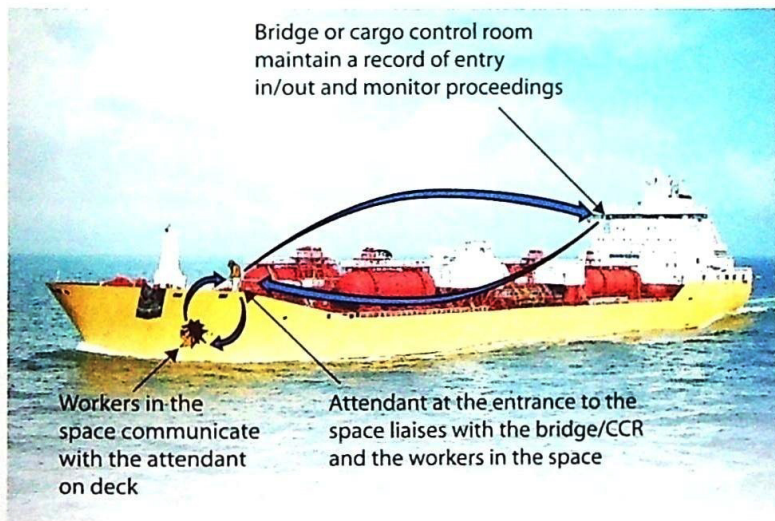 Bridge or cargo control room
maintain a record of entry
in/out and monitor proceedings
Workers in the
space communicate
with the attendant
on deck
Attendant at the entrance to the
space liaises with the bridge/CCR
and the workers in the space